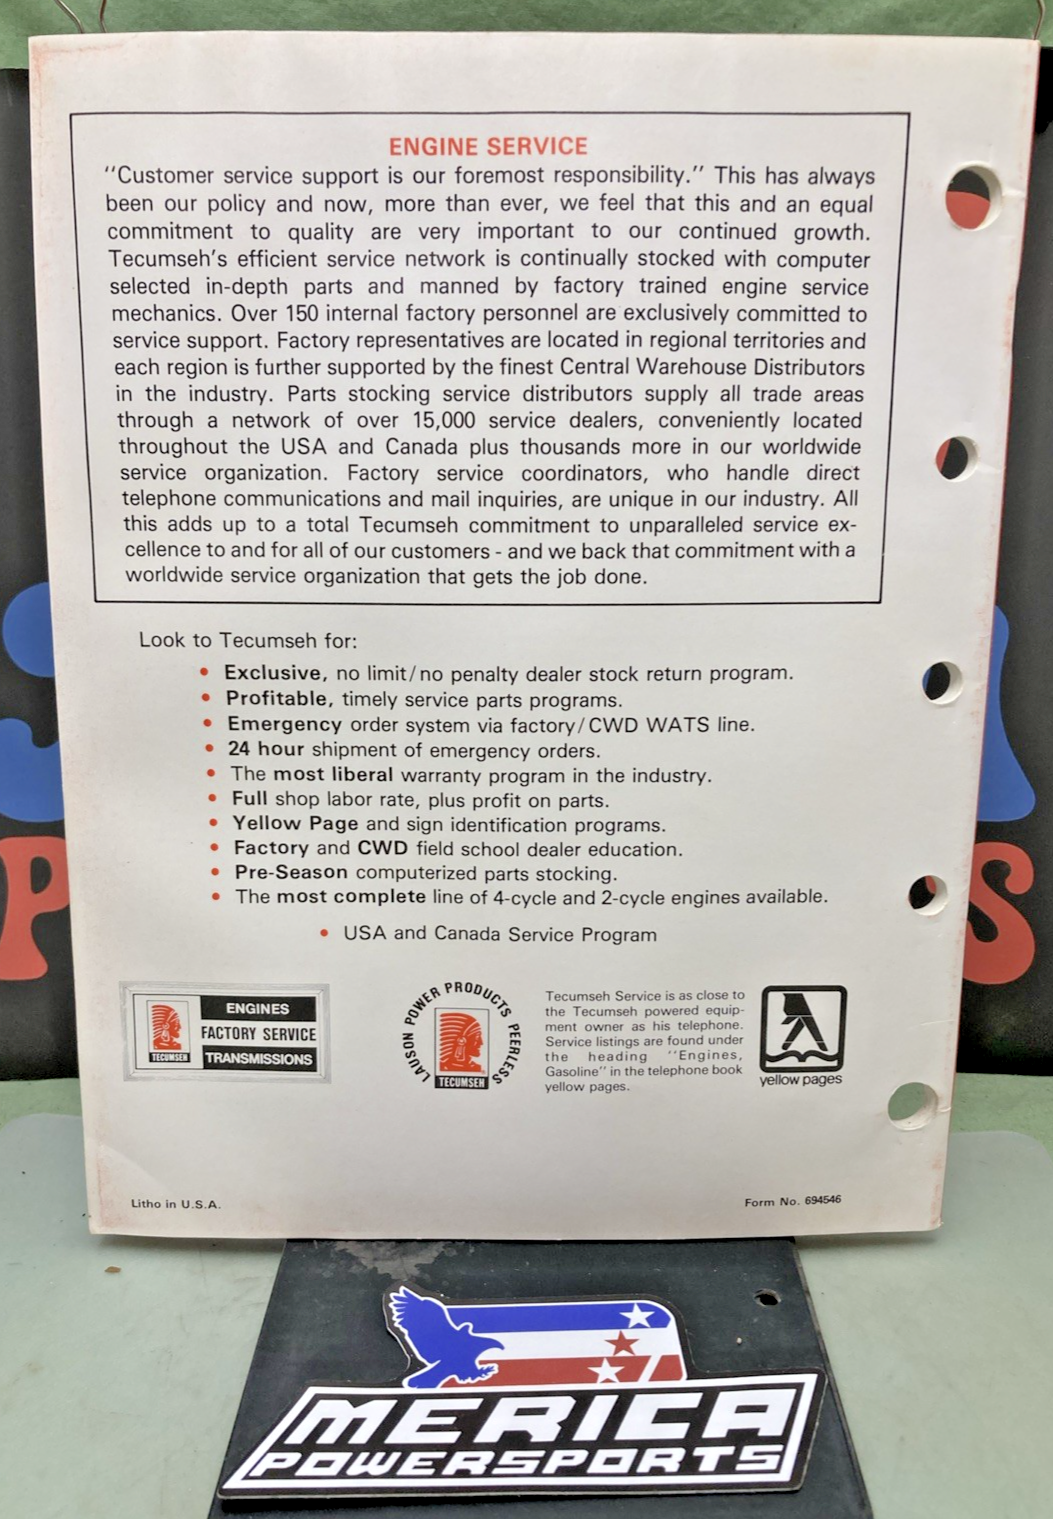 ENGINE SERVICE
"Customer service support is our foremost responsibility." This has always
been our policy and now, more than ever, we feel that this and an equal
commitment to quality are very important to our continued growth.
Tecumseh's efficient service network is continually stocked with computer
selected in-depth parts and manned by factory trained engine service
mechanics. Over 150 internal factory personnel are exclusively committed to
service support. Factory representatives are located in regional territories and
each region is further supported by the finest Central Warehouse Distributors
in the industry. Parts stocking service distributors supply all trade areas
through a network of over 15,000 service dealers, conveniently located
throughout the USA and Canada plus thousands more in our worldwide
service organization. Factory service coordinators, who handle direct
telephone communications and mail inquiries, are unique in our industry. All
this adds up to a total Tecumseh commitment to unparalleled service ex-
cellence to and for all of our customers - and we back that commitment with a
worldwide service organization that gets the job done.
Look to Tecumseh for:
• Exclusive, no limit/no penalty dealer stock return program.
• Profitable, timely service parts programs.
• Emergency order system via factory/CWD WATS line.
• 24 hour shipment of emergency orders.
• The most liberal warranty program in the industry.
• Full shop labor rate, plus profit on parts.
• Yellow Page and sign identification programs.
• Factory and CWD field school dealer education.
• Pre-Season computerized parts stocking.
• The most complete line of 4-cycle and 2-cycle engines available.
• USA and Canada Service Program
TECUMSEH
ENGINES
FACTORY SERVICE
TRANSMISSIONS
LAUSON POWER PRODUCTS PEERLESS
TECUMSEH
Tecumseh Service is as close to
the Tecumseh powered equip-
ment owner as his telephone.
Service listings are found under
the heading "Engines,
Gasoline" in the telephone book
yellow pages.
yellow pages
Litho in U.S.A.
Form No. 694546
MERICA
POWERSPORTS